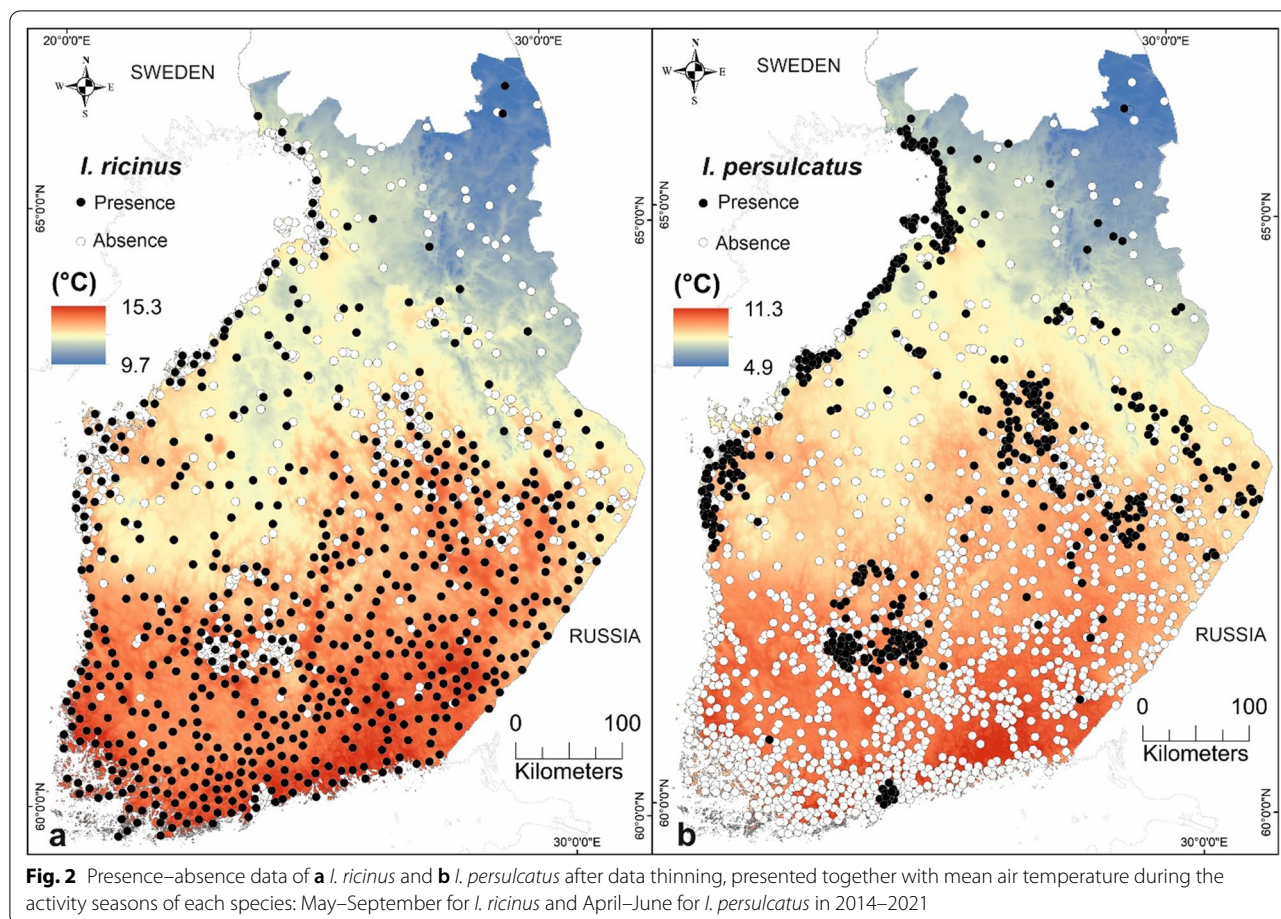 20°0'0"E
30°0'0"E
N
W E
S
SWEDEN
I. ricinus
Presence
Absence
65°0'0"N
65°0'0"N
(°C)
15.3
9.7
RUSSIA
0 100
Kilometers
60°0'0"N
60°0'0"N
a
30°0'0"E
30°0'0"E
N
W E
S
SWEDEN
I. persulcatus
Presence
Absence
65°0'0"N
(°C)
11.3
4.9
RUSSIA
0 100
Kilometers
60°0'0"N
b
30°0'0"E
Fig. 2 Presence–absence data of a I. ricinus and b I. persulcatus after data thinning, presented together with mean air temperature during the
activity seasons of each species: May–September for I. ricinus and April–June for I. persulcatus in 2014–2021